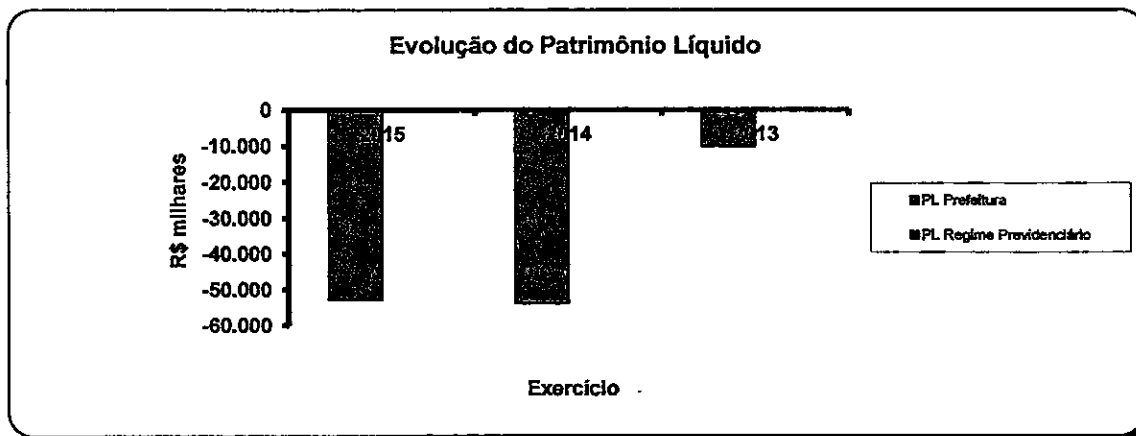 Evolução do Patrimônio Líquido
0
-10.000
-20.000
-30.000
-40.000
-50.000
-60.000
R$ milhares
15
14
13
Exercício
PL Prefeitura
PL Regime Previdenciário